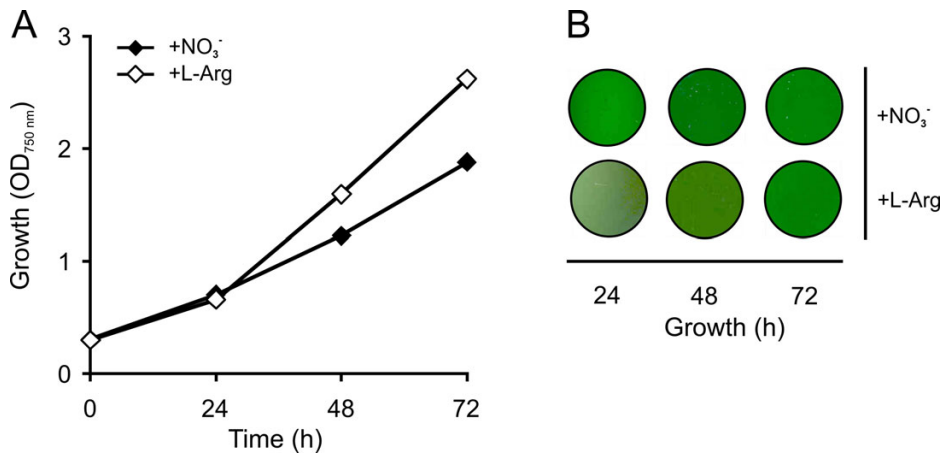 A
3
2
1
0
Growth (OD750 nm)
+NO3-
+L-Arg
0 24 48 72
Time (h)
B
+NO3-
+L-Arg
24 48 72
Growth (h)